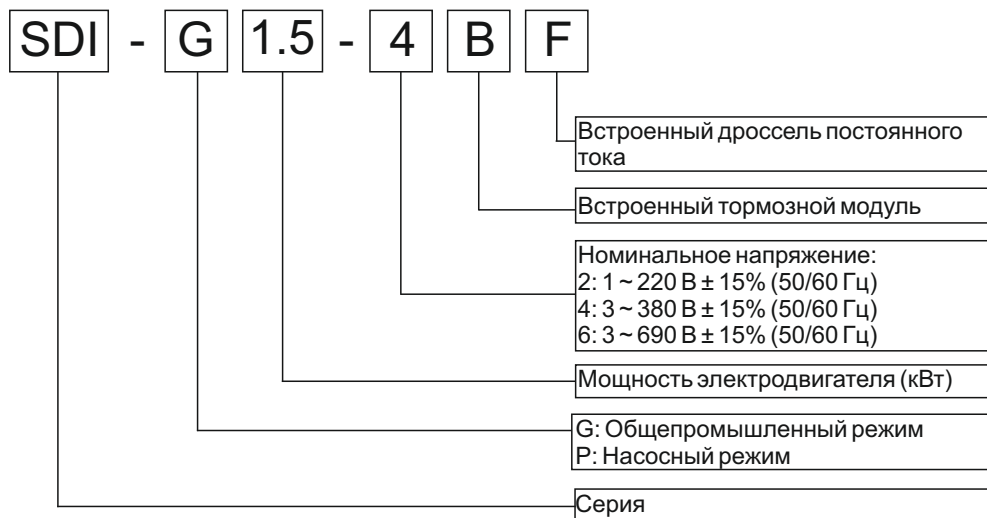 SDI - G 1.5 - 4 B F
Встроенный дроссель постоянного
тока
Встроенный тормозной модуль
Номинальное напряжение:
2: 1 ~ 220 В ± 15% (50/60 Гц)
4: 3 ~ 380 В ± 15% (50/60 Гц)
6: 3 ~ 690 В ± 15% (50/60 Гц)
Мощность электродвигателя (кВт)
G: Общепромышленный режим
P: Насосный режим
Серия